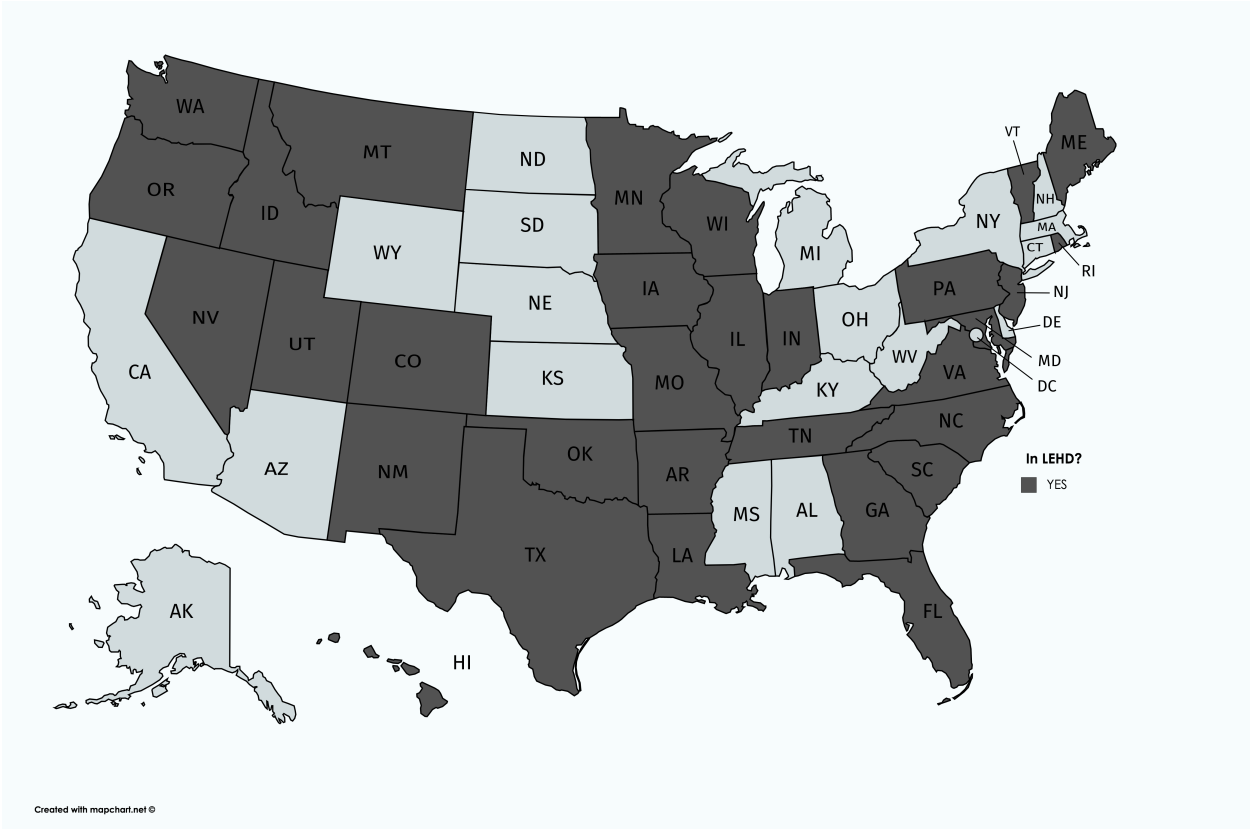 WA
MT
ND
MN
ME
VT
OR
ID
SD
WI
NY
NH
MA
CT
WY
MI
RI
NE
IA
PA
NJ
NV
UT
CO
IL
IN
OH
DE
CA
KS
MO
KY
WV
VA
MD
DC
AZ
NM
OK
AR
TN
NC
SC
In LEHD?
YES
MS
AL
GA
TX
LA
AK
FL
HI
Created with mapchart.net ©